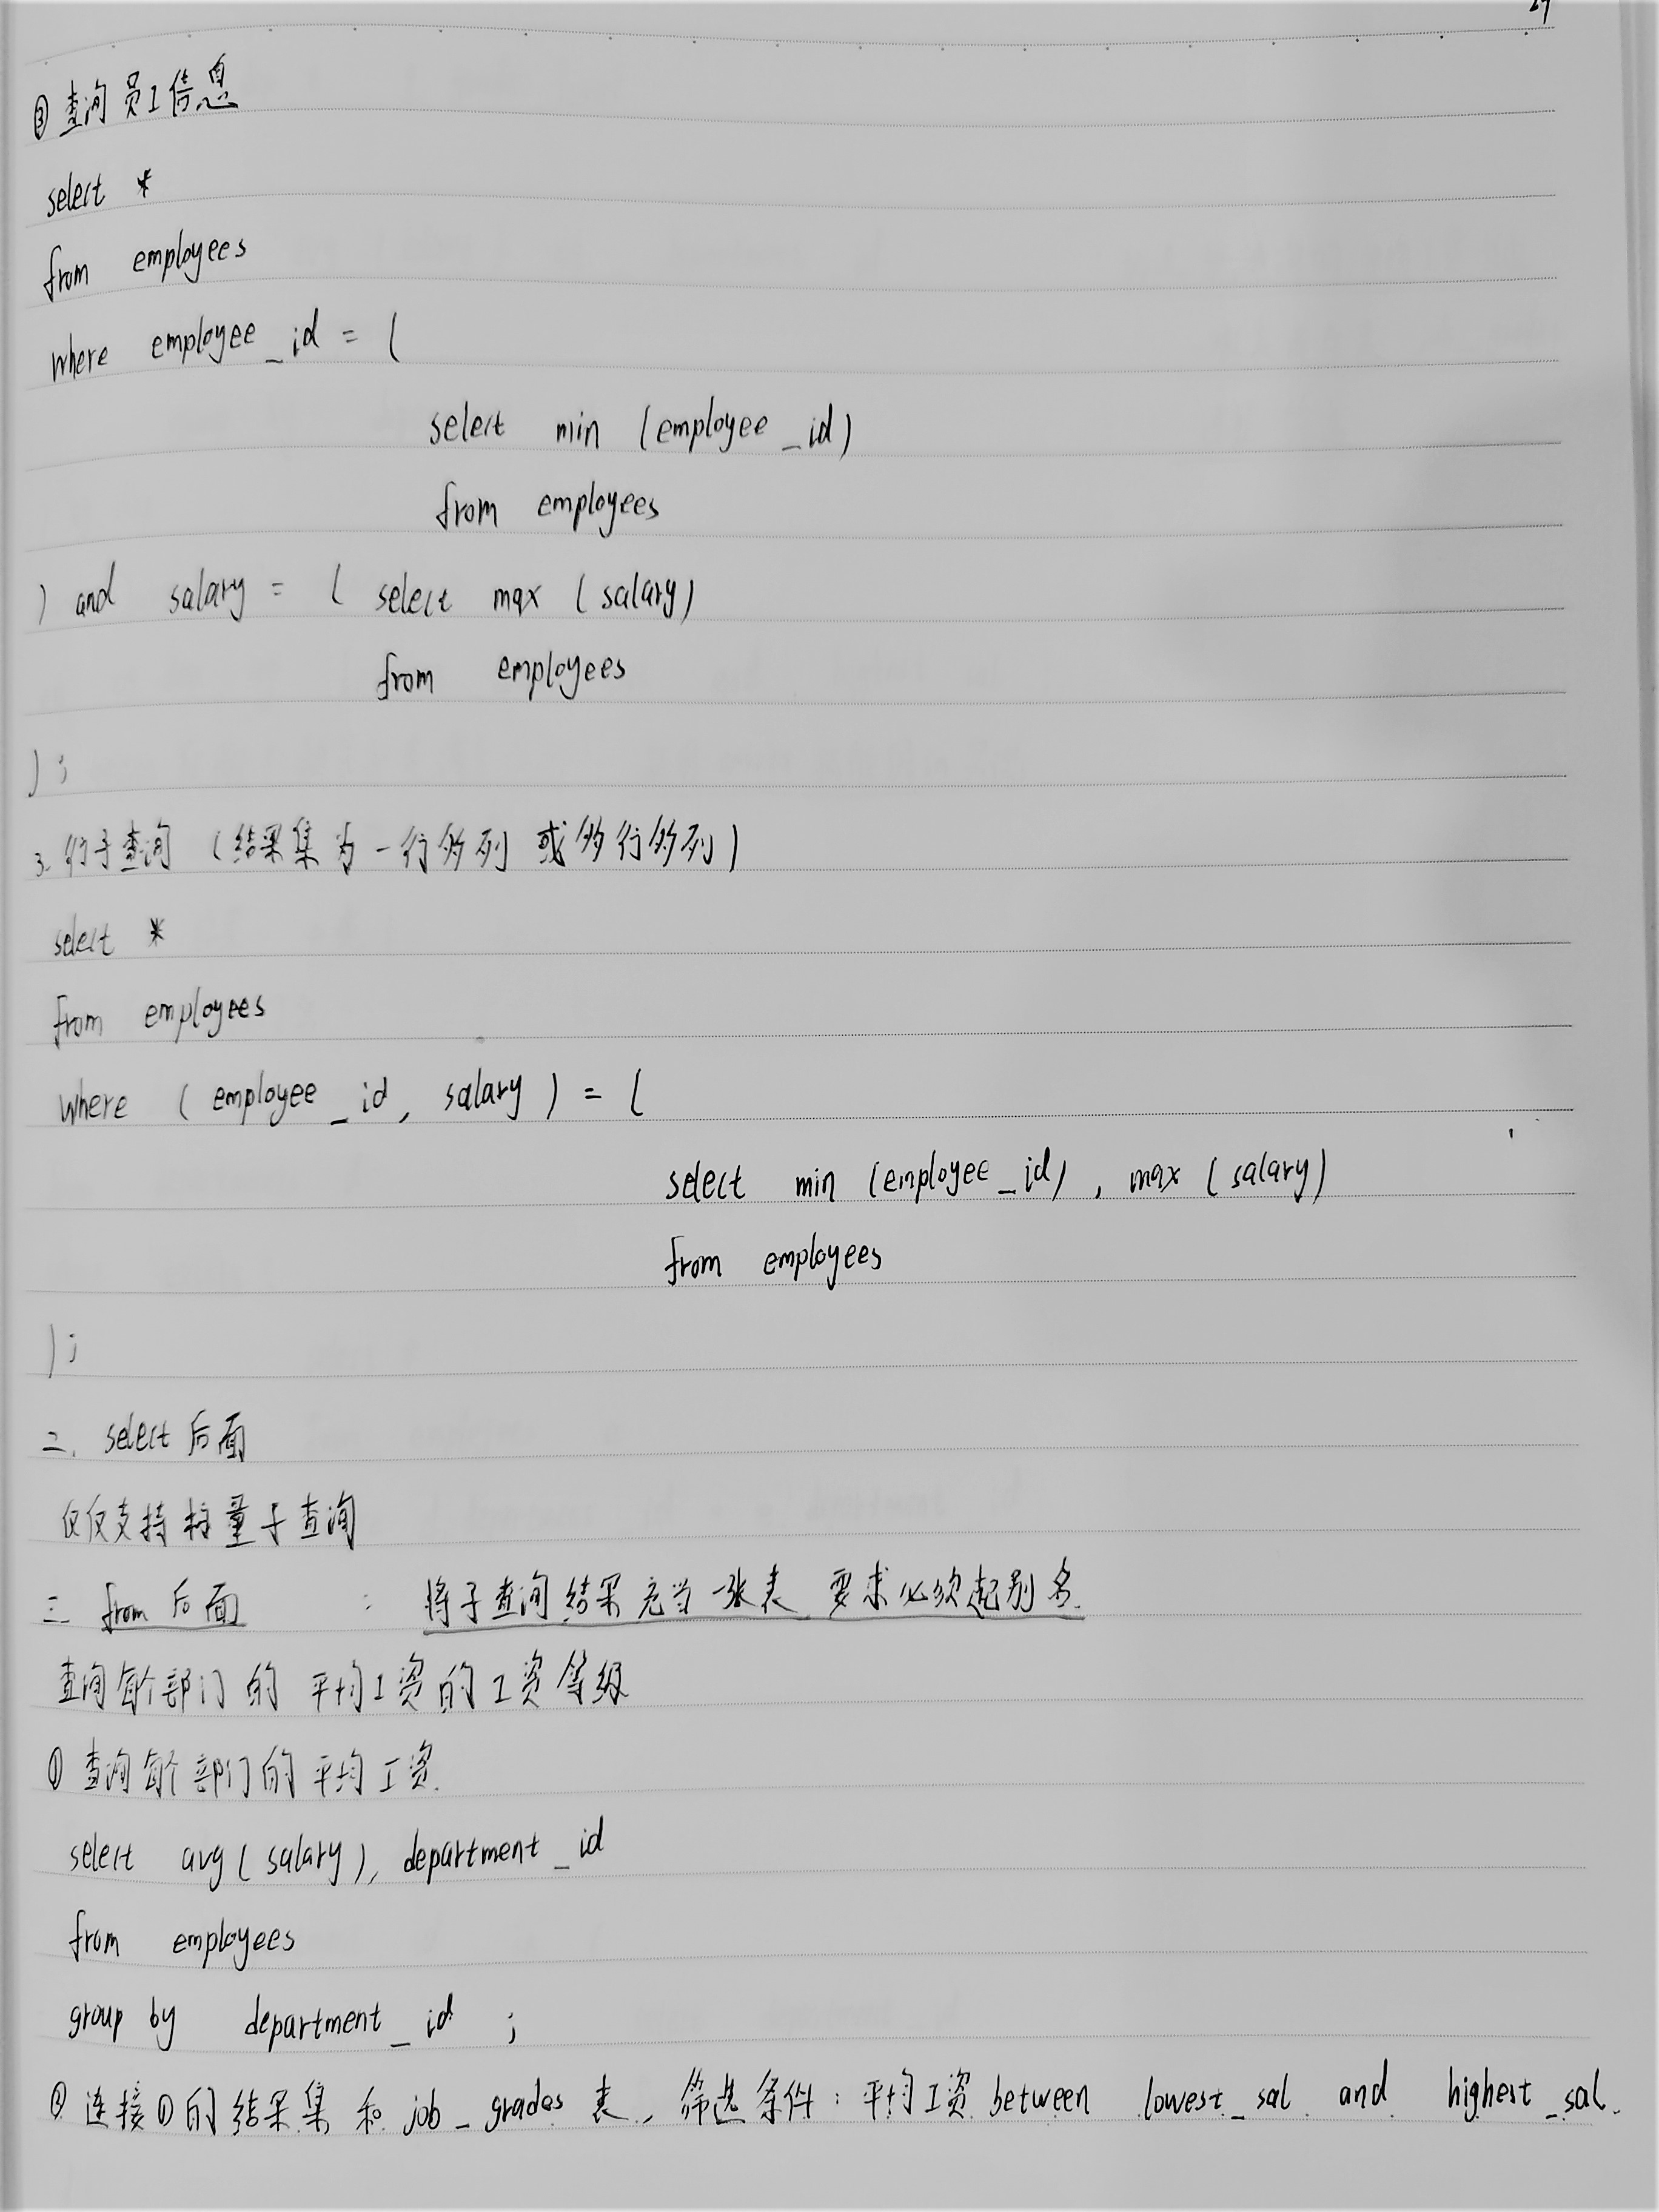 ③查询员工信息
select *
from employees
where employee_id = (
select min (employee_id)
from employees
) and salary = ( select max (salary)
from employees
);
3. 行子查询 (结果集为一行多列 或多行多列)
select *
from employees
where (employee_id, salary) = (
select min (employee_id), max (salary)
from employees
);
二. select 后面
仅仅支持标量子查询
三. from 后面 : 将子查询结果充当一张表, 要求必须起别名.
查询每个部门的平均工资的工资等级
① 查询每个部门的平均工资.
select avg (salary), department_id
from employees
group by department_id ;
② 连接①的结果集和 job_grades 表, 筛选条件: 平均工资 between lowest_sal and highest_sal.